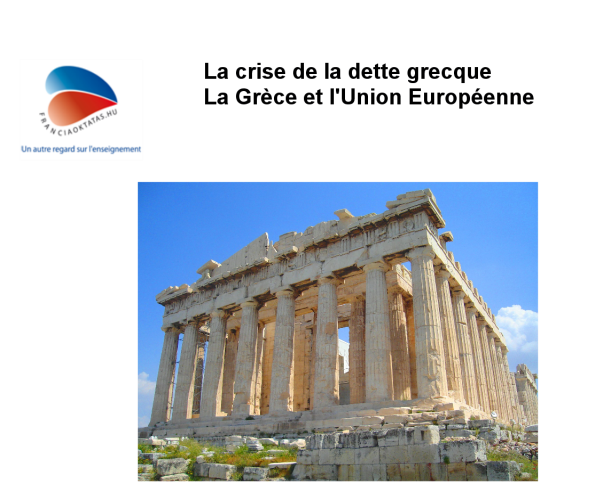 La crise de la dette grecque
La Grèce et l'Union Européenne
FRANCIAOKTATAS.HU
Un autre regard sur l'enseignement